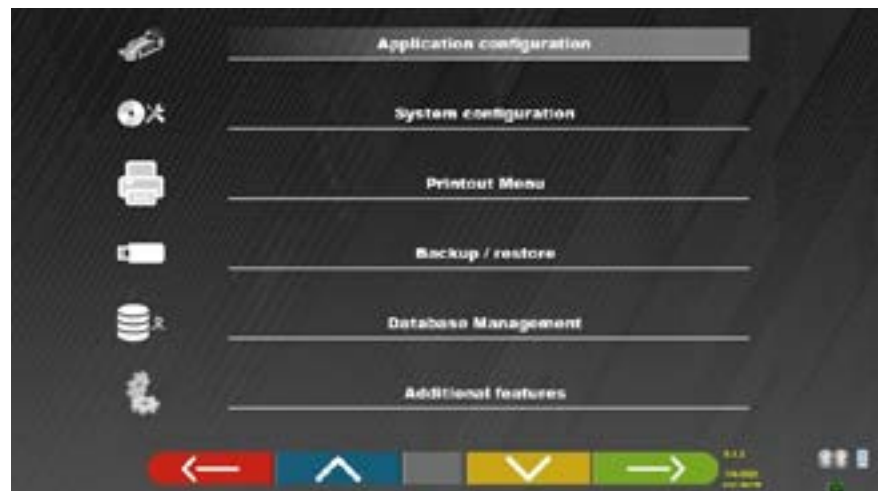 Application configuration
System configuration
Printout Menu
Backup / restore
Database Management
Additional features